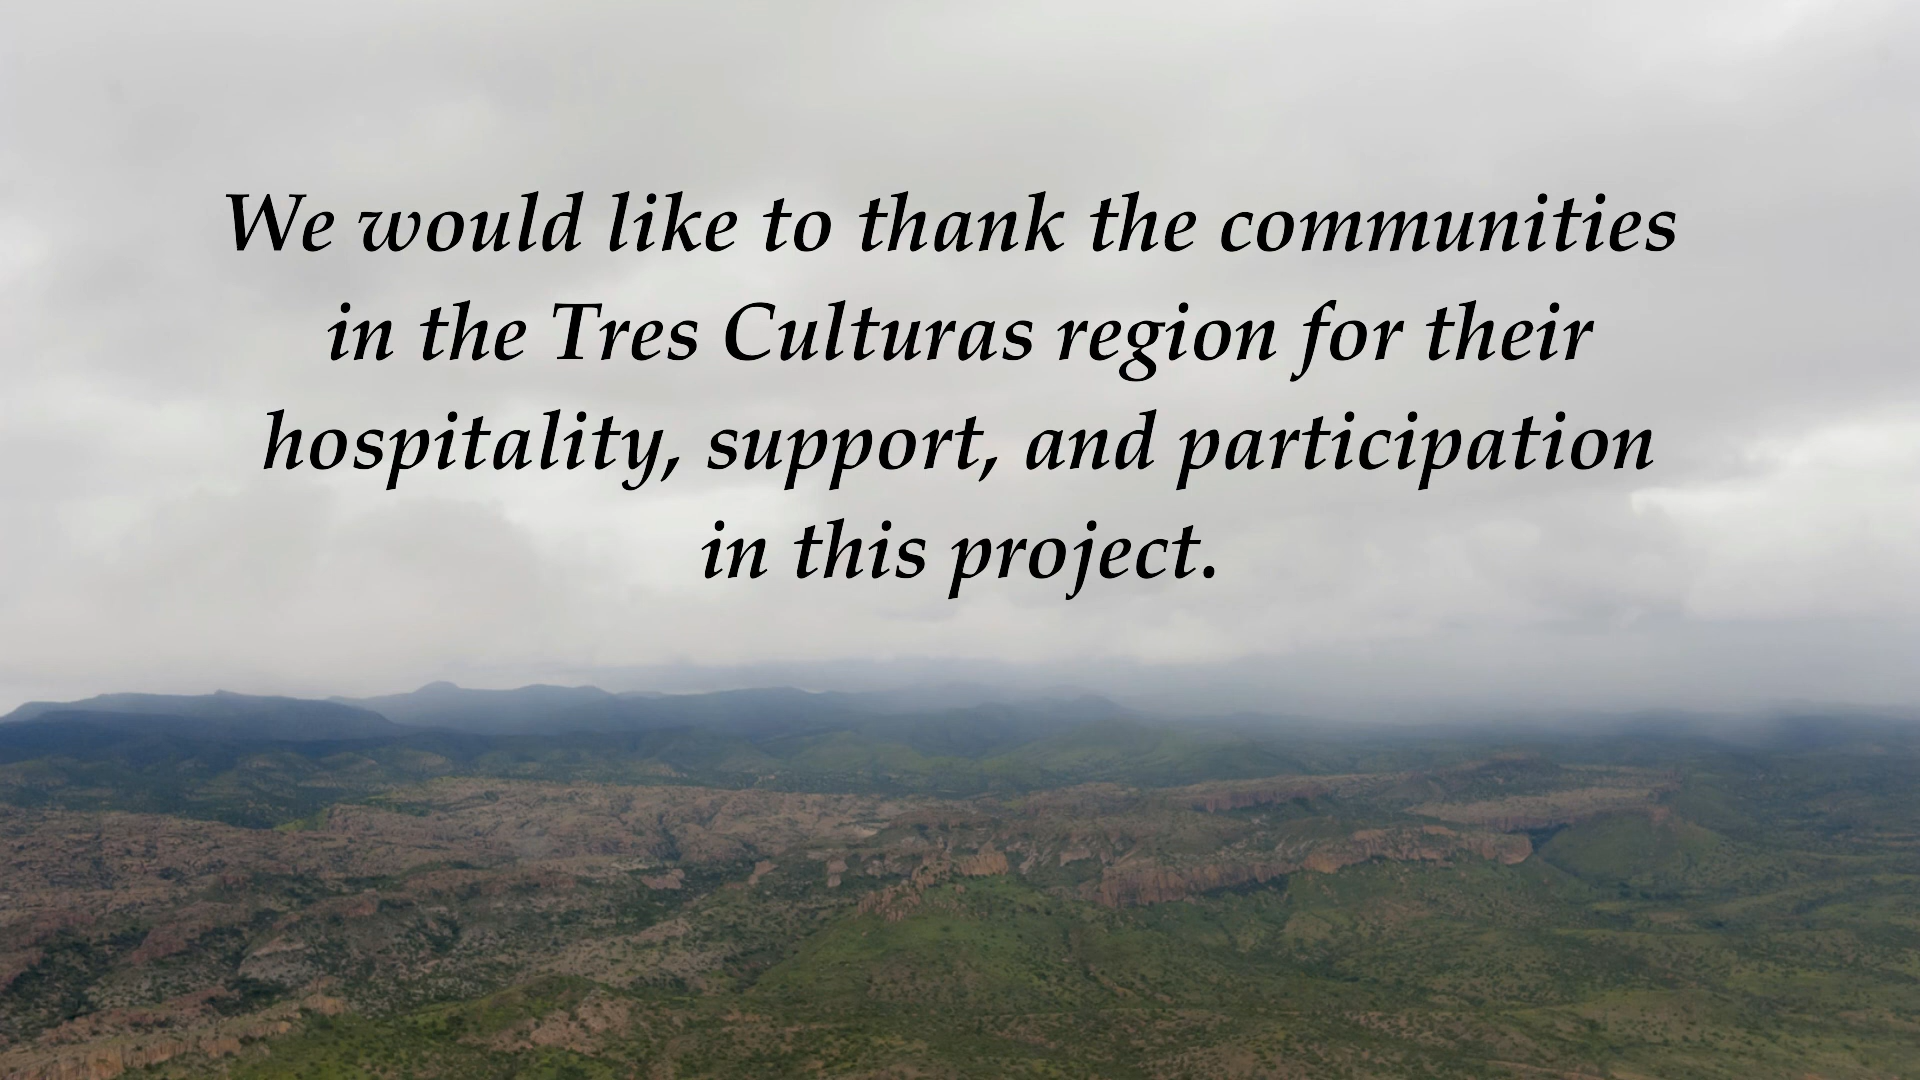 We would like to thank the communities
in the Tres Culturas region for their
hospitality, support, and participation
in this project.